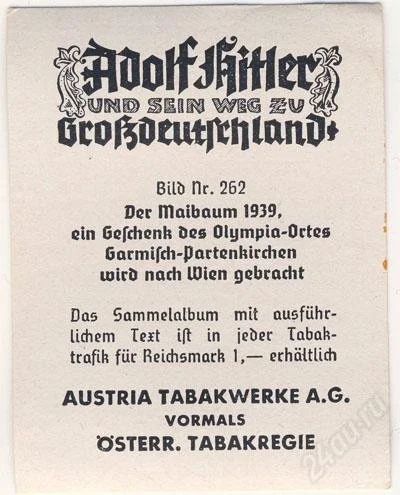 Adolf Hitler
UND SEIN WEG ZU
Großdeutschland
Bild Nr. 262
Der Maibaum 1939,
ein Geschenk des Olympia-Ortes
Garmisch-Partenkirchen
wird nach Wien gebracht
Das Sammelalbum mit ausführ-
lichem Text ist in jeder Tabak-
trafik für Reichsmark 1,— erhältlich
AUSTRIA TABAKWERKE A.G.
VORMALS
ÖSTERR. TABAKREGIE
24au.ru